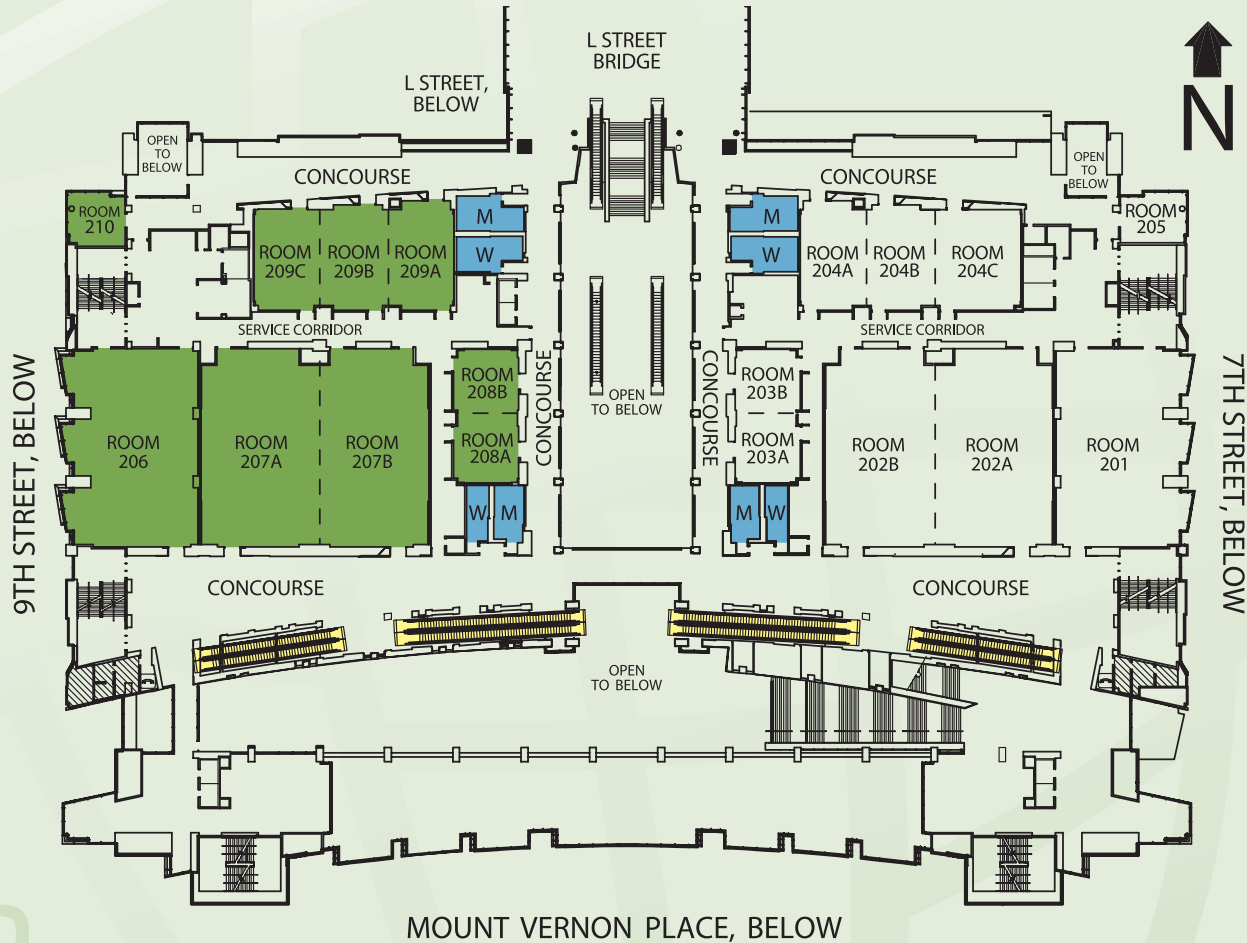 L STREET
BRIDGE
L STREET,
BELOW
N
OPEN
TO
BELOW
OPEN
TO
BELOW
CONCOURSE
CONCOURSE
ROOM
210
M
M
ROOM
205
ROOM
209C
ROOM
209B
ROOM
209A
W
W
ROOM
204A
ROOM
204B
ROOM
204C
SERVICE CORRIDOR
SERVICE CORRIDOR
9TH STREET, BELOW
ROOM
206
ROOM
207A
ROOM
207B
ROOM
208B
ROOM
208A
CONCOURSE
OPEN
TO BELOW
CONCOURSE
ROOM
203B
ROOM
203A
ROOM
202B
ROOM
202A
ROOM
201
7TH STREET, BELOW
W
M
M
W
CONCOURSE
CONCOURSE
OPEN
TO BELOW
MOUNT VERNON PLACE, BELOW